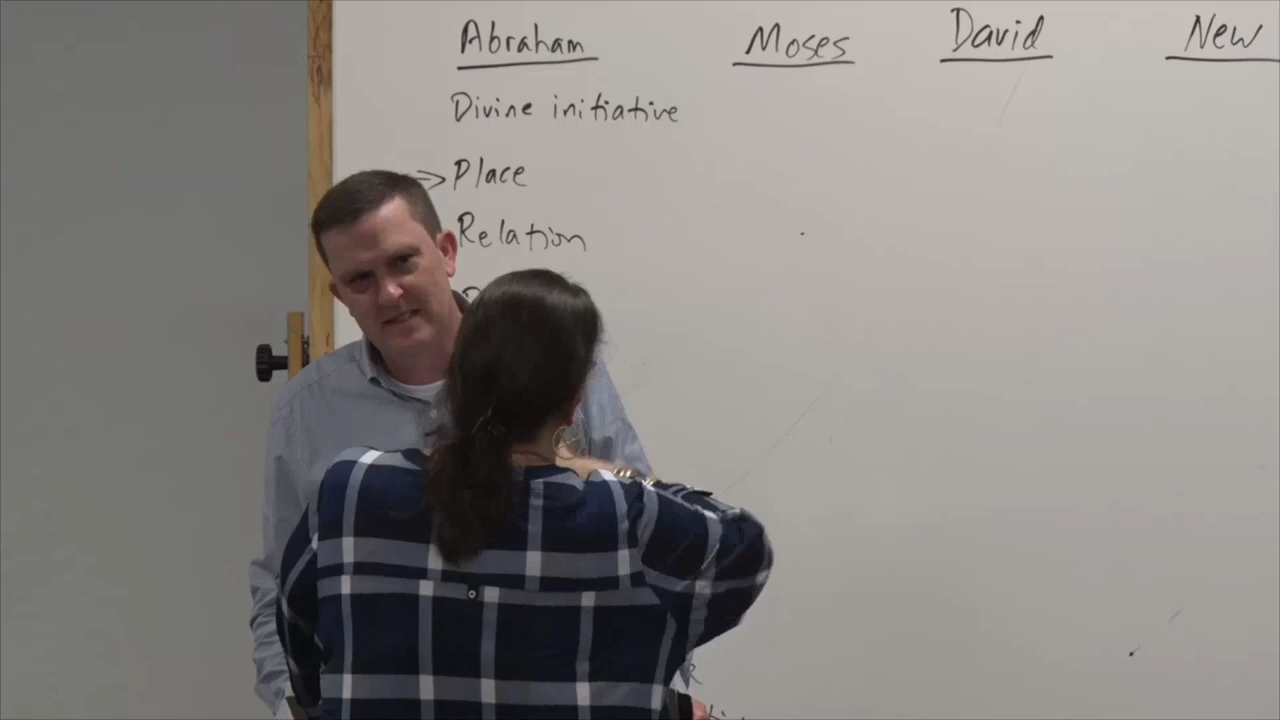 Abraham Moses David New
Divine initiative
→ Place
Relation